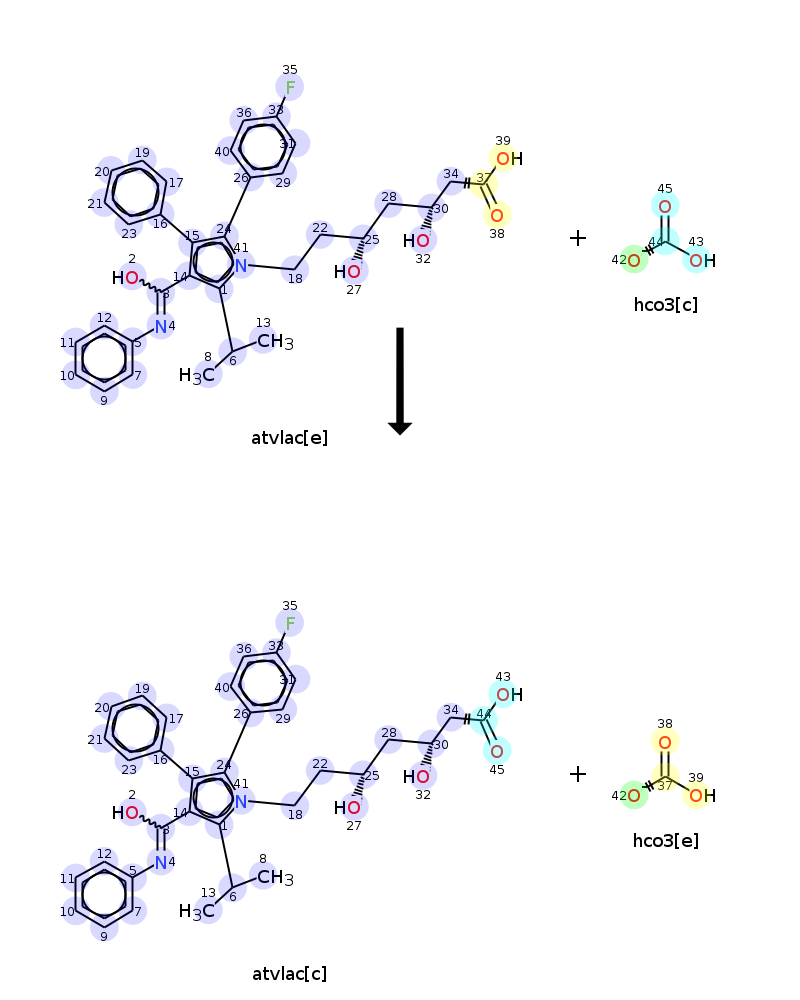 35
F
36 33
19 40 31
20 17 26 29
21 16
23 24
15 41
2 14 N
HO 3 1 18
12 N 4
11 5
10 7
9
13
CH3
8 6
H3C
22 28 34 37 39
OH
25 30 O
HO HO 38
27 32
+
45
O
44 43
42 O OH
hco3[c]
atvlac[e]
35
F
36 33
19 40 31
20 17 26 29
21 16
23 24
15 41
2 14 N
HO 3 1 18
12 N 4
11 5
10 7
9
8
CH3
13 6
H3C
22 28 34 44 43
OH
25 30 O
HO HO 45
27 32
+
38
O
37 39
42 O OH
hco3[e]
atvlac[c]